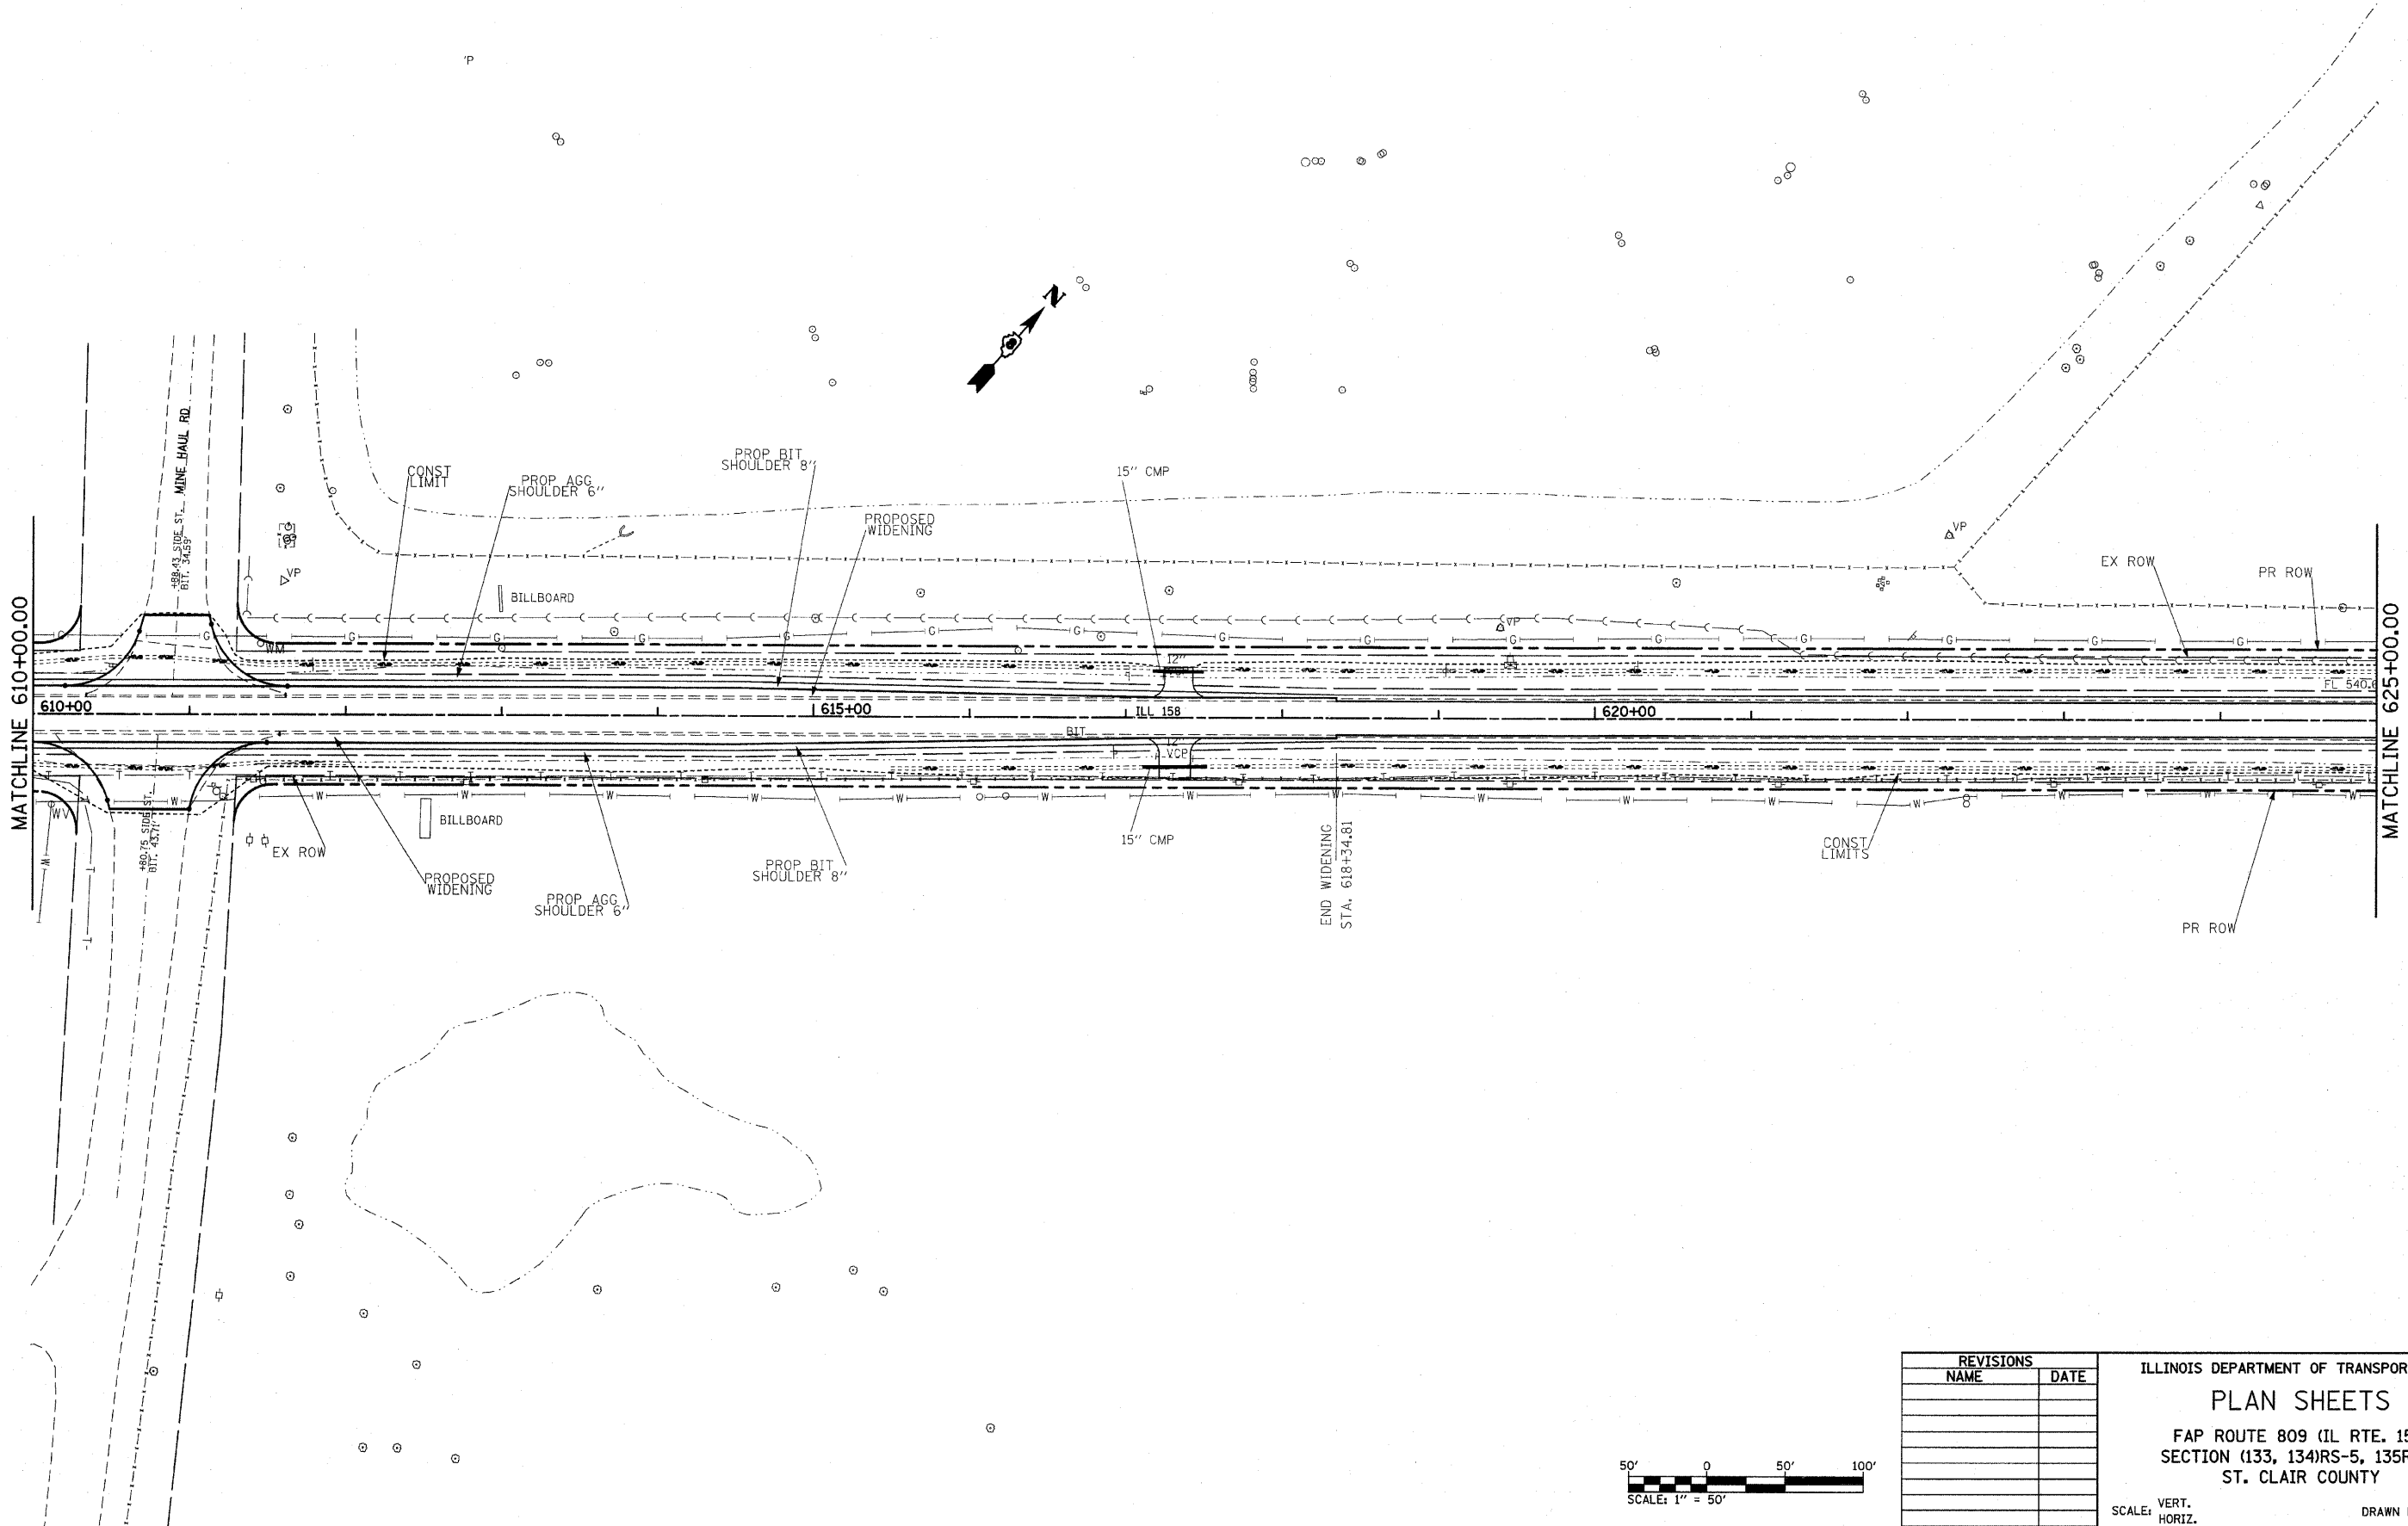 'P
N
MINE HAUL RD
+88.43 SIDE ST.
BIT. 34.59'
CONST
LIMIT
PROP AGG
SHOULDER 6''
PROP BIT
SHOULDER 8''
PROPOSED
WIDENING
15'' CMP
VP
BILLBOARD
VP
EX ROW
PR ROW
VP
MATCHLINE 610+00.00
MATCHLINE 625+00.00
G G G G G G G G G G G G G G G
WM
12''
FL 540.
610+00
615+00
ILL 158
620+00
BIT
12''
VCP
T T T T T T
W W W W W W W W W W W W W W W
WV
+80.75 SIDE ST.
BIT. 43.71'
BILLBOARD
EX ROW
W
T
T
PROPOSED
WIDENING
PROP AGG
SHOULDER 6''
PROP BIT
SHOULDER 8''
15'' CMP
END WIDENING
STA. 618+34.81
CONST
LIMITS
PR ROW
50' 0 50' 100'
SCALE: 1'' = 50'
REVISIONS
NAME DATE
ILLINOIS DEPARTMENT OF TRANSPOR
PLAN SHEETS
FAP ROUTE 809 (IL RTE. 15
SECTION (133, 134)RS-5, 135
ST. CLAIR COUNTY
SCALE: VERT.
HORIZ.
DRAWN